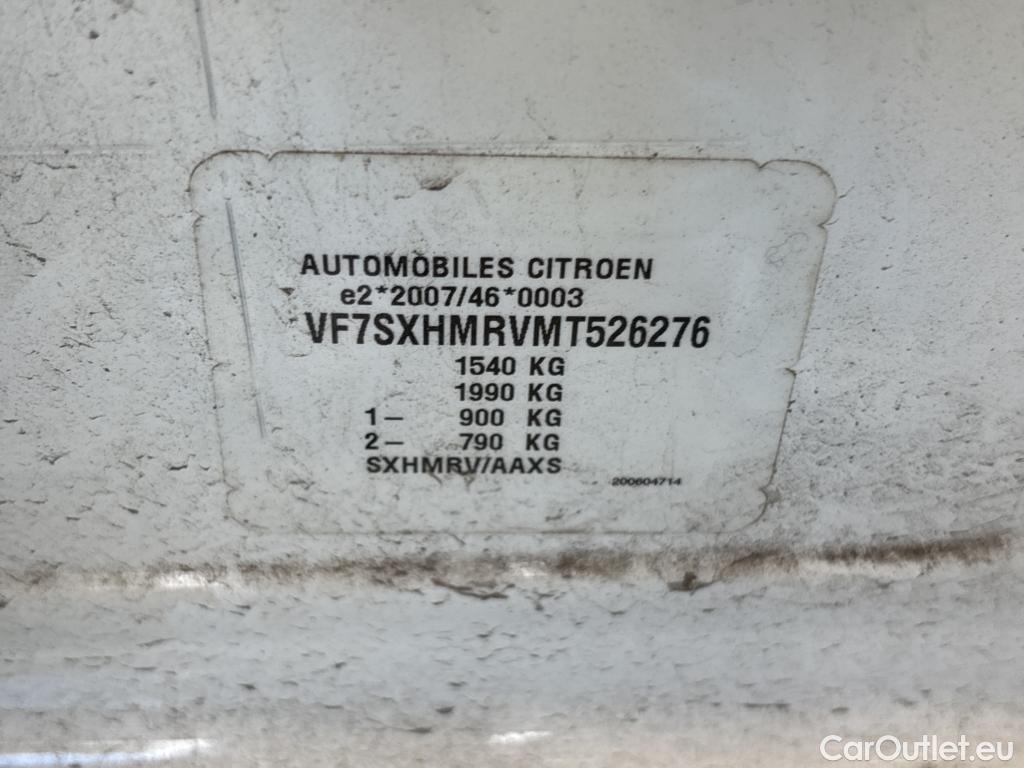 AUTOMOBILES CITROEN
e2*2007/46*0003
VF7SXHMRVMT526276
1540 KG
1990 KG
1– 900 KG
2– 790 KG
SXHMRV/AAXS
200604714
CarOutlet.eu